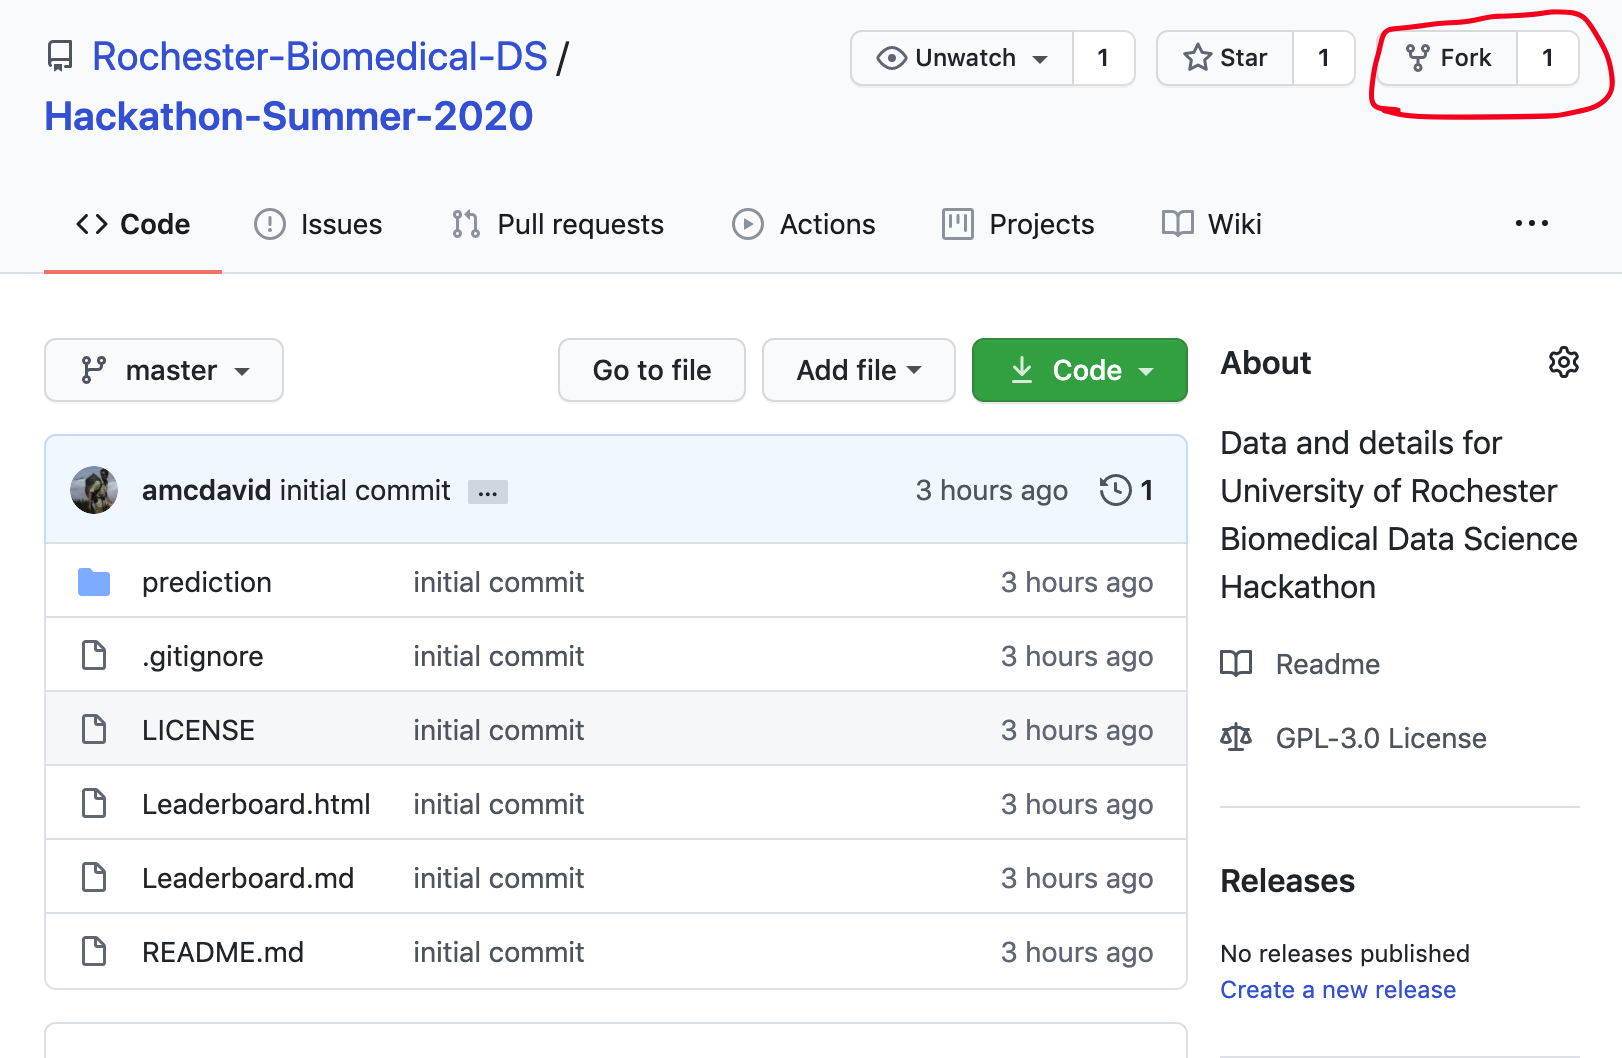 Rochester-Biomedical-DS /
Hackathon-Summer-2020
Unwatch 1 Star 1 Fork 1
Code Issues Pull requests Actions Projects Wiki ...
master Go to file Add file Code
amcdavid initial commit ... 3 hours ago 1
prediction initial commit 3 hours ago
.gitignore initial commit 3 hours ago
LICENSE initial commit 3 hours ago
Leaderboard.html initial commit 3 hours ago
Leaderboard.md initial commit 3 hours ago
README.md initial commit 3 hours ago
About
Data and details for
University of Rochester
Biomedical Data Science
Hackathon
Readme
GPL-3.0 License
Releases
No releases published
Create a new release